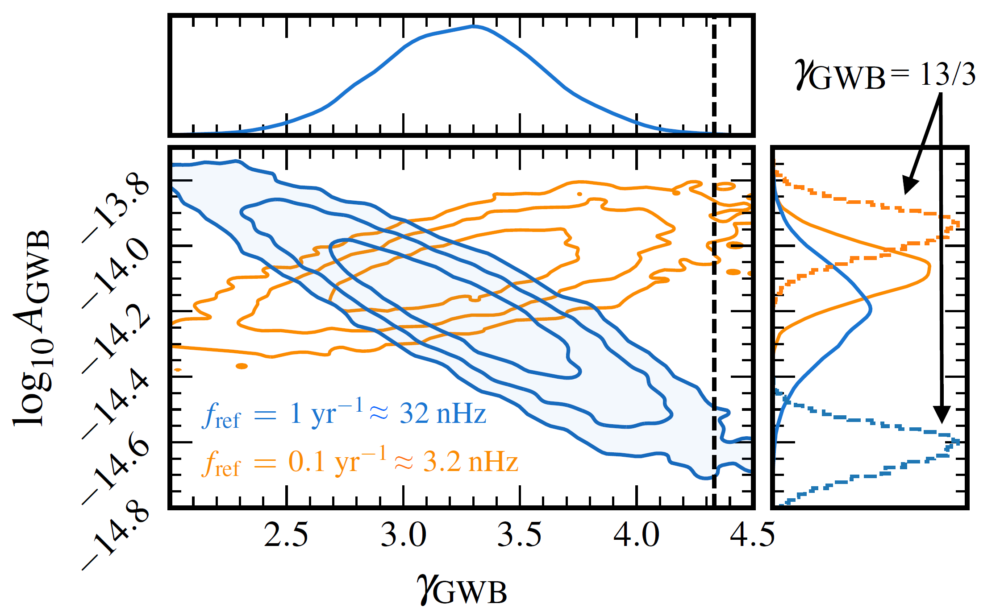 γGWB = 13/3
log10 AGWB
−13.8
−14.0
−14.2
−14.4
−14.6
−14.8
fref = 1 yr−1 ≈ 32 nHz
fref = 0.1 yr−1 ≈ 3.2 nHz
2.5 3.0 3.5 4.0 4.5
γGWB